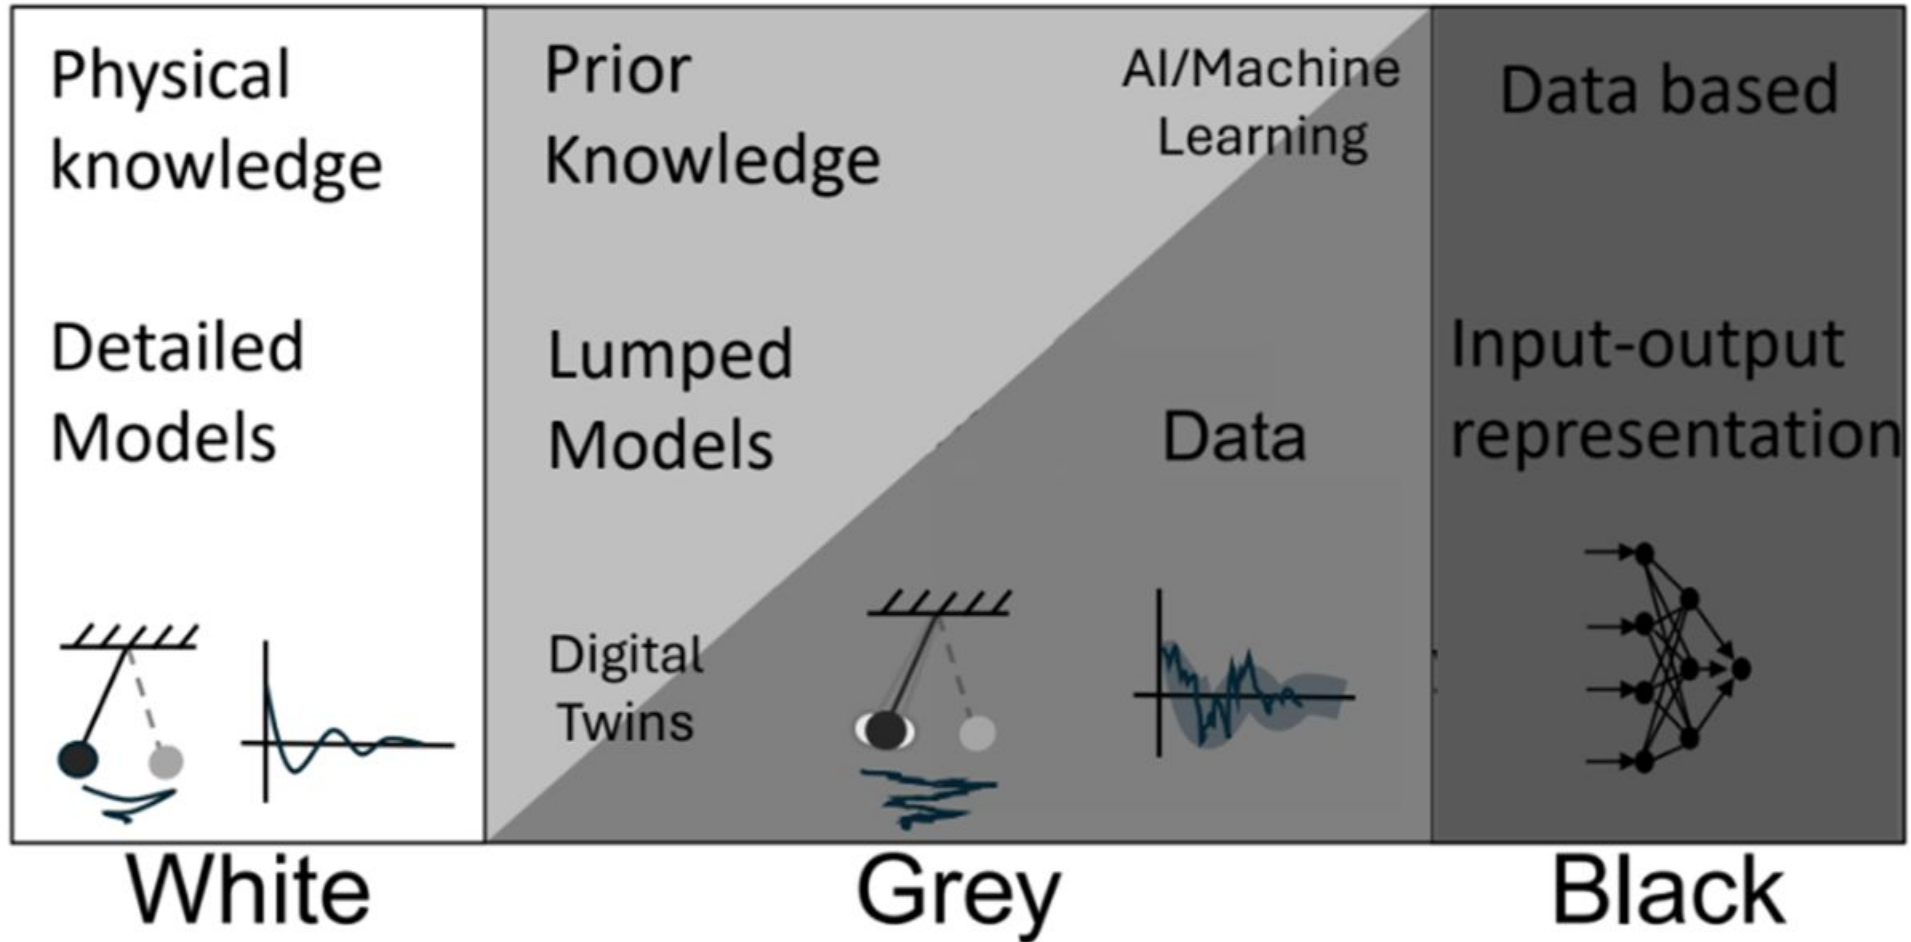 Physical
knowledge
Detailed
Models
Prior
Knowledge
Lumped
Models
Digital
Twins
AI/Machine
Learning
Data
Data based
Input-output
representation
White
Grey
Black